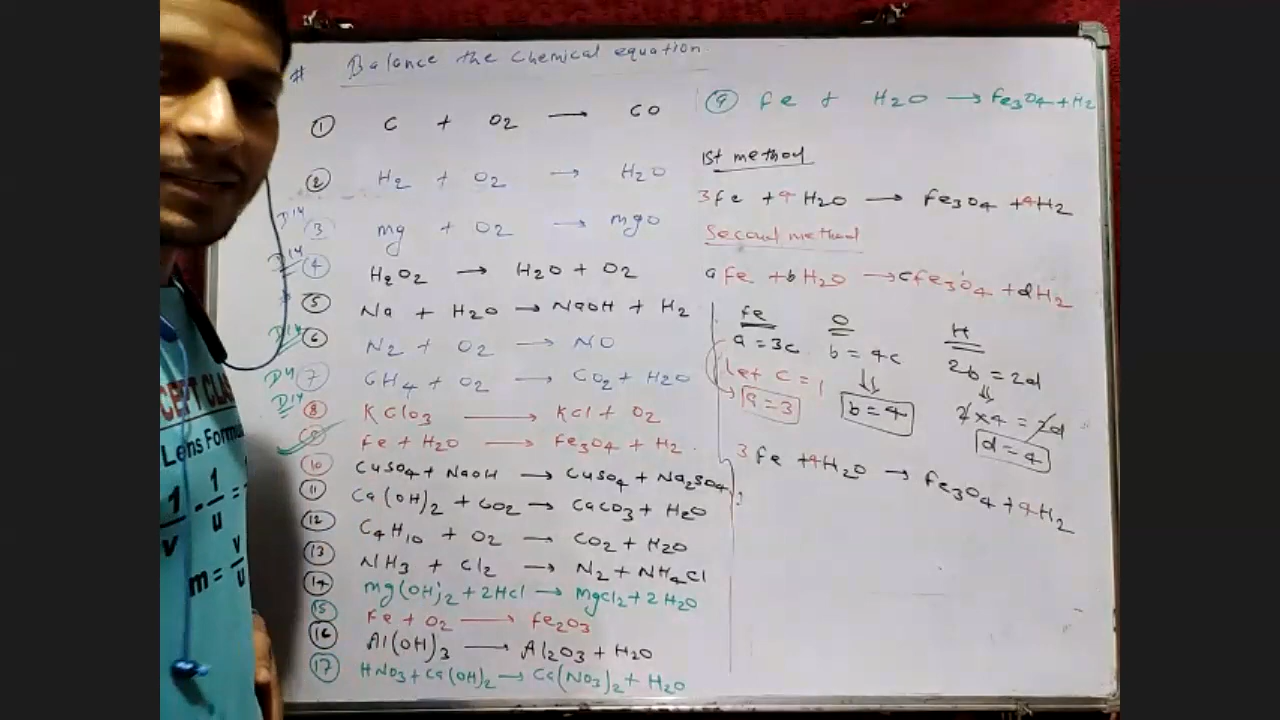 # Balance the Chemical equation
① C + O2 → CO
② H2 + O2 → H2O
③ mg + O2 → mgO
④ H2O2 → H2O + O2
⑤ Na + H2O → NaOH + H2
⑥ N2 + O2 → NO
⑦ CH4 + O2 → CO2 + H2O
⑧ KClO3 → KCl + O2
Fe + H2O → Fe3O4 + H2
⑩ CuSO4 + NaOH → CuSO4 + Na2SO4
⑪ Ca(OH)2 + CO2 → CaCO3 + H2O
⑫ C4H10 + O2 → CO2 + H2O
⑬ NH3 + Cl2 → N2 + NH4Cl
⑭ mg(OH)2 + 2HCl → MgCl2 + 2H2O
⑮ Fe + O2 → Fe2O3
⑯ Al(OH)3 → Al2O3 + H2O
⑰ HNO3 + Ca(OH)2 → Ca(NO3)2 + H2O
⑨ Fe + H2O → Fe3O4 + H2
1st method
3Fe + 4H2O → Fe3O4 + 4H2
Second method
aFe + bH2O → cFe3O4 + dH2
Fe O H
a = 3c b = 4c 2b = 2d
Let c = 1
a = 3 b = 4 2×4 = 2d
d = 4
3Fe + 4H2O → Fe3O4 + 4H2
Lens Formu
1/v - 1/u =
m = v/u